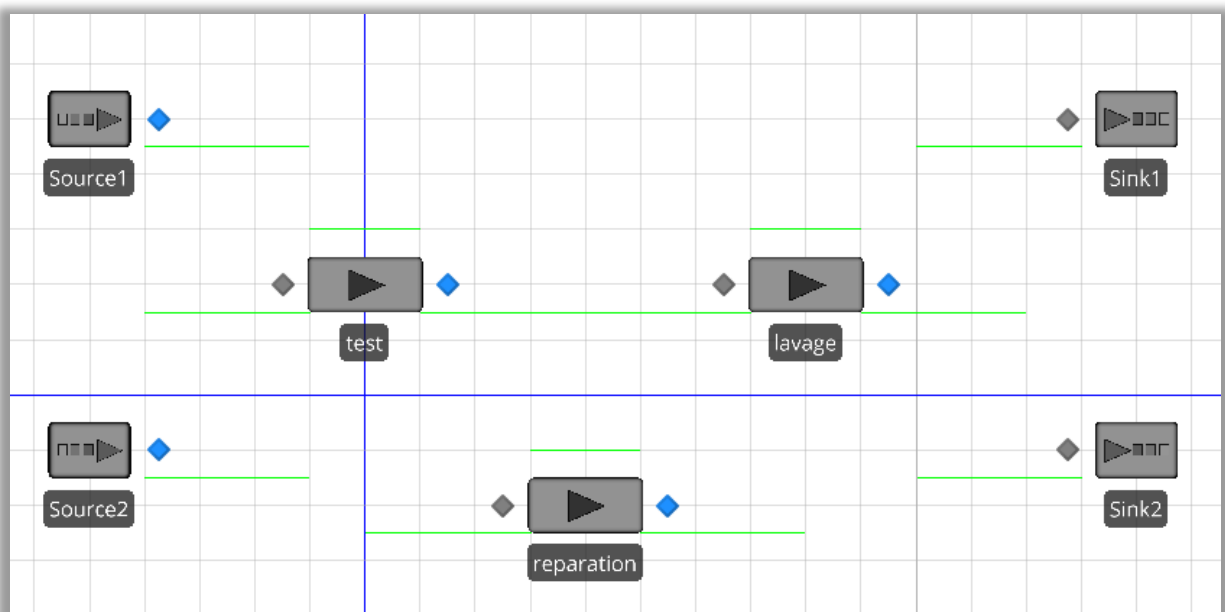 Source1
Sink1
test
lavage
Source2
Sink2
reparation